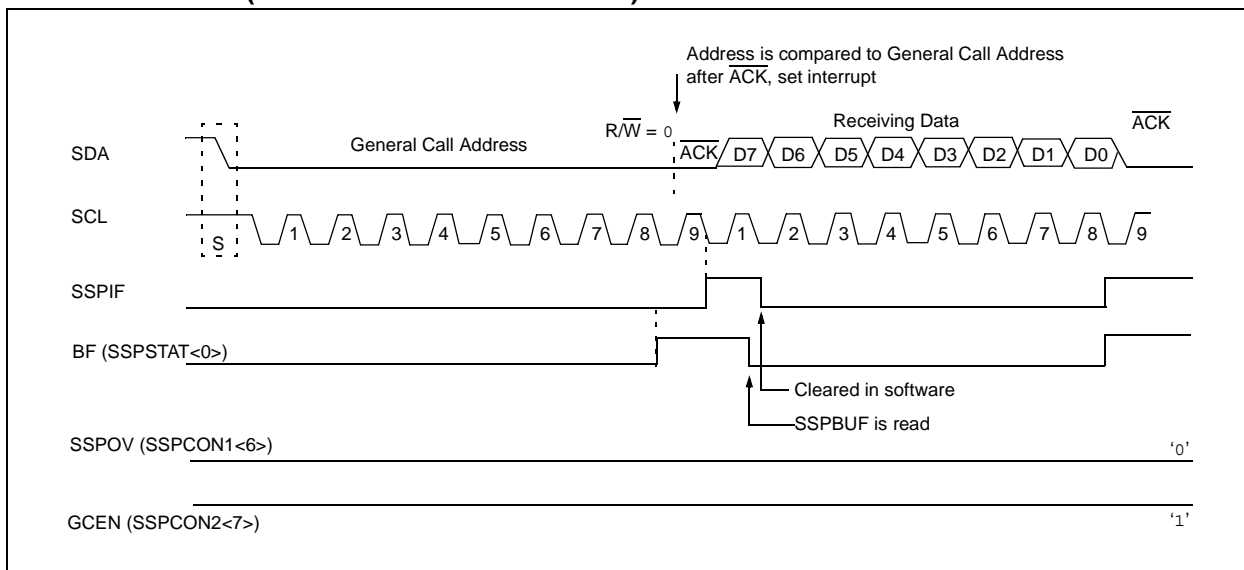 Address is compared to General Call Address
after ACK, set interrupt
R/W = 0
Receiving Data
ACK
SDA
General Call Address
ACK
D7 D6 D5 D4 D3 D2 D1 D0
SCL
S
1 2 3 4 5 6 7 8 9 1 2 3 4 5 6 7 8 9
SSPIF
BF (SSPSTAT<0>)
Cleared in software
SSPBUF is read
SSPOV (SSPCON1<6>)
‘0’
GCEN (SSPCON2<7>)
‘1’